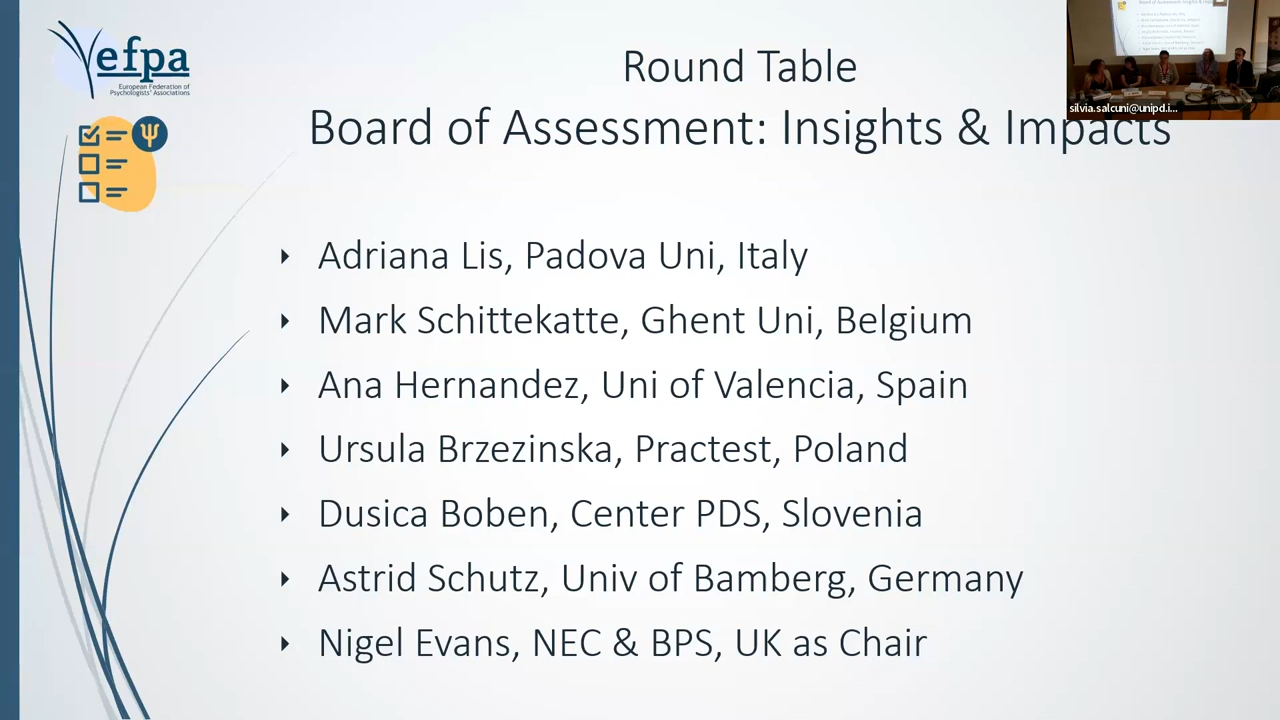 efpa
European Federation of
Psychologists' Associations
Round Table
Board of Assessment: Insights & Impacts
silvia.salcuni@unipd.i...
Adriana Lis, Padova Uni, Italy
Mark Schittekatte, Ghent Uni, Belgium
Ana Hernandez, Uni of Valencia, Spain
Ursula Brzezinska, Practest, Poland
Dusica Boben, Center PDS, Slovenia
Astrid Schutz, Univ of Bamberg, Germany
Nigel Evans, NEC & BPS, UK as Chair